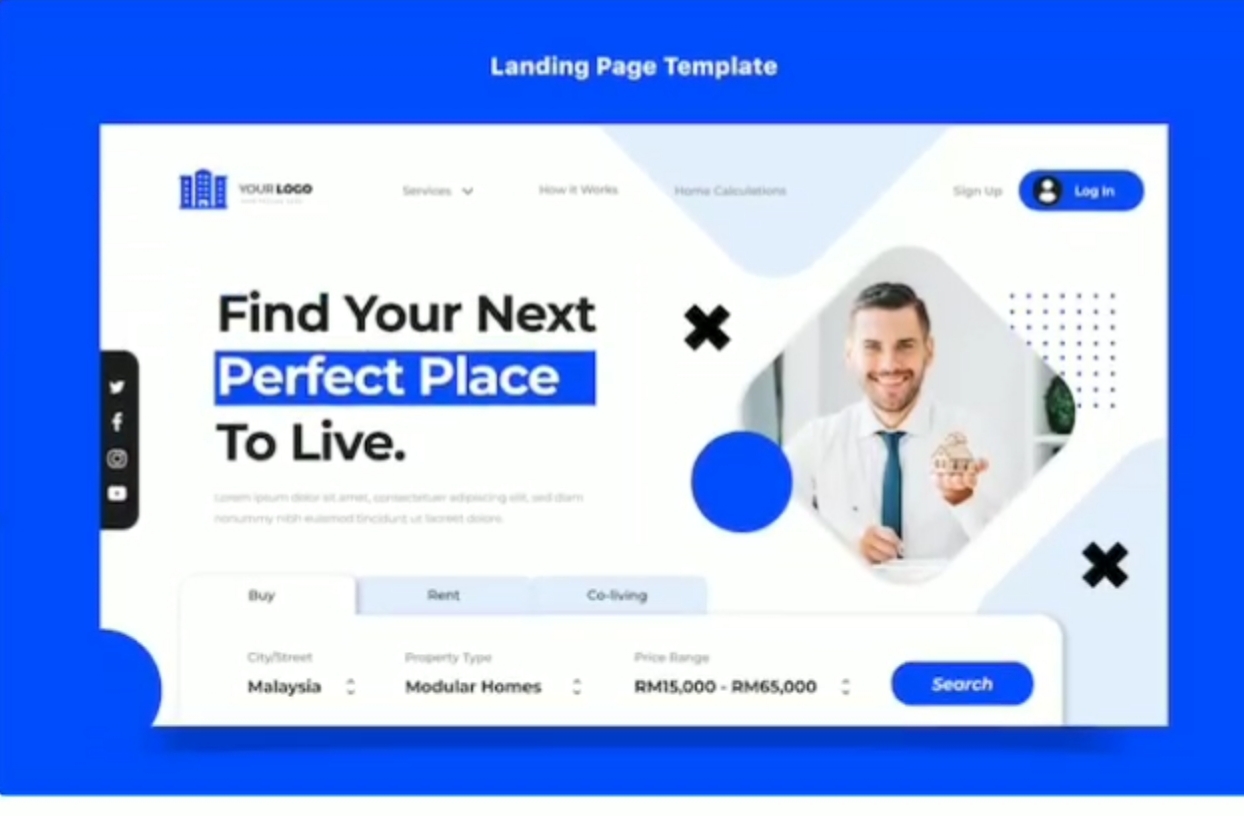 Landing Page Template
YOUR LOGO
Services
How it Works
Home Calculations
Sign Up
Log In
Find Your Next
Perfect Place
To Live.
Lorem ipsum dolor sit amet, consectetuer adipiscing elit, sed diam
nonummy nibh euismod tincidunt ut laoreet dolore
Buy
Rent
Co-living
City/Street
Property Type
Price Range
Malaysia
Modular Homes
RM15,000 - RM65,000
Search